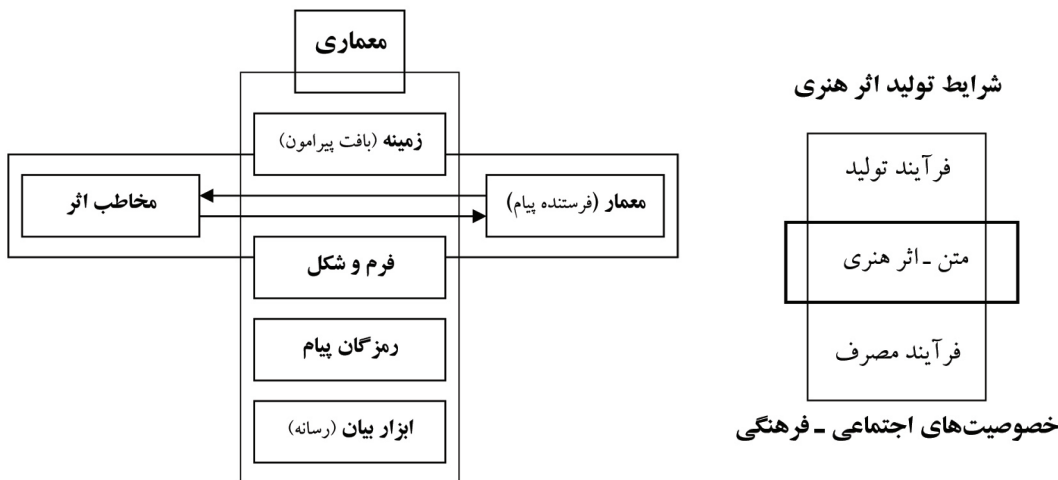 معماری
زمینه (بافت پیرامون)
معمار (فرستنده پیام)
مخاطب اثر
فرم و شکل
رمزگان پیام
ابزار بیان (رسانه)
شرایط تولید اثر هنری
فرآیند تولید
متن ـ اثر هنری
فرآیند مصرف
خصوصیت‌های اجتماعی ـ فرهنگی